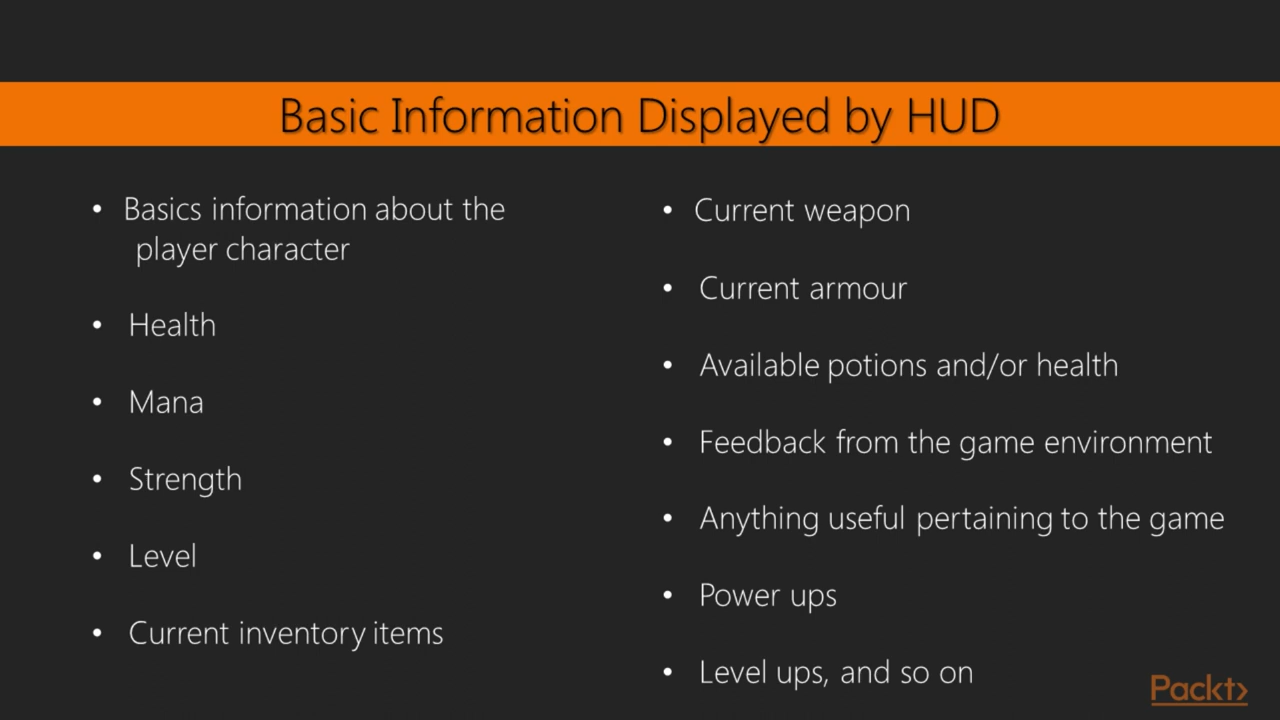 Basic Information Displayed by HUD
• Basics information about the
player character
• Health
• Mana
• Strength
• Level
• Current inventory items
• Current weapon
• Current armour
• Available potions and/or health
• Feedback from the game environment
• Anything useful pertaining to the game
• Power ups
• Level ups, and so on
Packt>